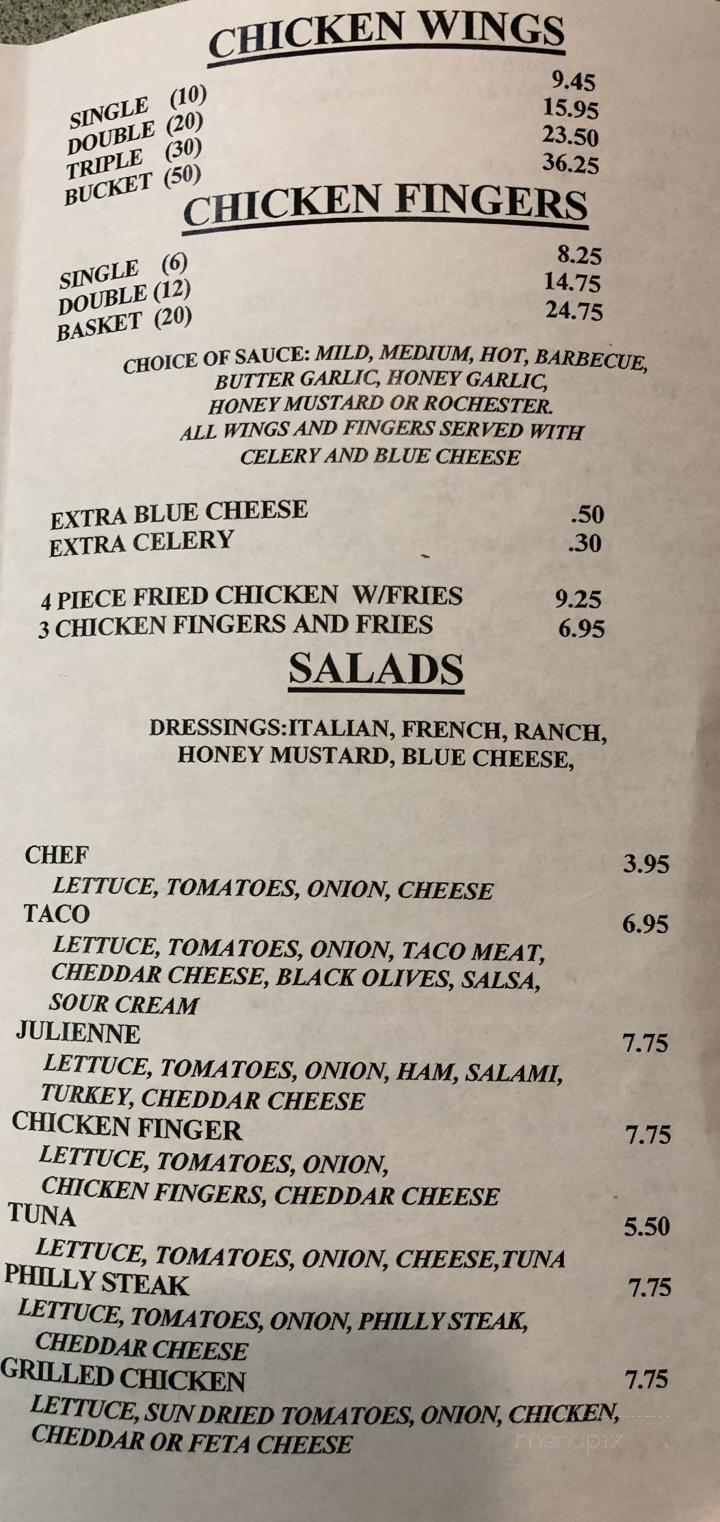 CHICKEN WINGS
SINGLE (10) 9.45
DOUBLE (20) 15.95
TRIPLE (30) 23.50
BUCKET (50) 36.25
CHICKEN FINGERS
SINGLE (6) 8.25
DOUBLE (12) 14.75
BASKET (20) 24.75
CHOICE OF SAUCE: MILD, MEDIUM, HOT, BARBECUE,
BUTTER GARLIC, HONEY GARLIC,
HONEY MUSTARD OR ROCHESTER.
ALL WINGS AND FINGERS SERVED WITH
CELERY AND BLUE CHEESE
EXTRA BLUE CHEESE .50
EXTRA CELERY .30
4 PIECE FRIED CHICKEN W/FRIES 9.25
3 CHICKEN FINGERS AND FRIES 6.95
SALADS
DRESSINGS:ITALIAN, FRENCH, RANCH,
HONEY MUSTARD, BLUE CHEESE,
CHEF 3.95
LETTUCE, TOMATOES, ONION, CHEESE
TACO 6.95
LETTUCE, TOMATOES, ONION, TACO MEAT,
CHEDDAR CHEESE, BLACK OLIVES, SALSA,
SOUR CREAM
JULIENNE 7.75
LETTUCE, TOMATOES, ONION, HAM, SALAMI,
TURKEY, CHEDDAR CHEESE
CHICKEN FINGER 7.75
LETTUCE, TOMATOES, ONION,
CHICKEN FINGERS, CHEDDAR CHEESE
TUNA 5.50
LETTUCE, TOMATOES, ONION, CHEESE,TUNA
PHILLY STEAK 7.75
LETTUCE, TOMATOES, ONION, PHILLY STEAK,
CHEDDAR CHEESE
GRILLED CHICKEN 7.75
LETTUCE, SUN DRIED TOMATOES, ONION, CHICKEN,
CHEDDAR OR FETA CHEESE
menupix